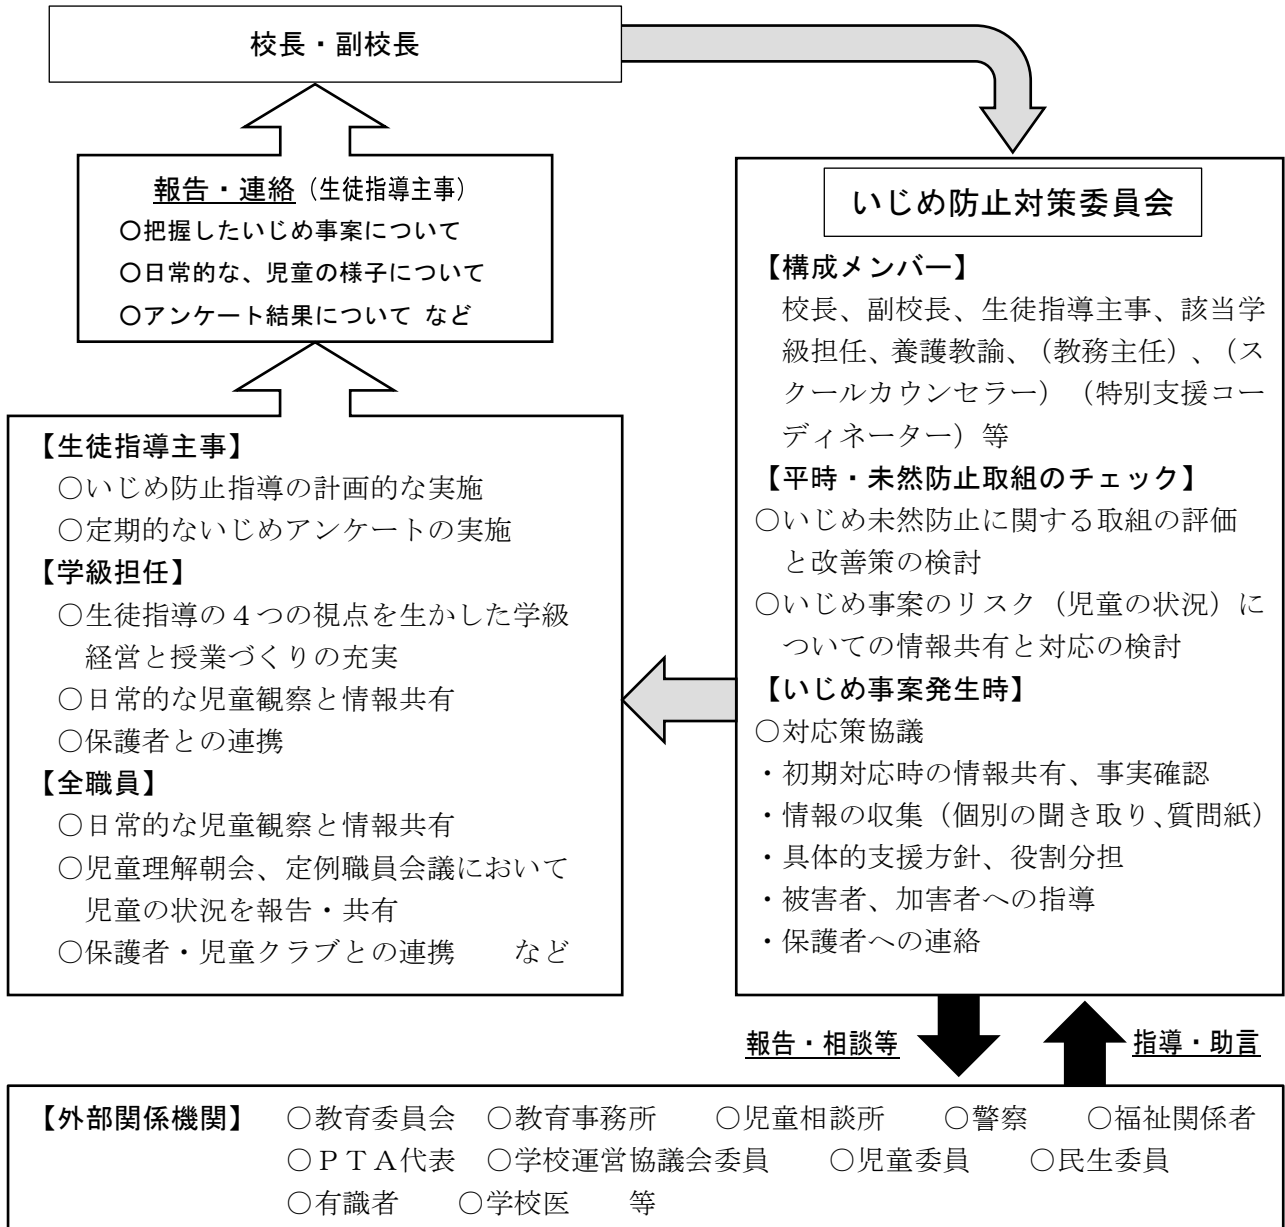 校長・副校長
報告・連絡（生徒指導主事）
○把握したいじめ事案について
○日常的な、児童の様子について
○アンケート結果について など
【生徒指導主事】
○いじめ防止指導の計画的な実施
○定期的ないじめアンケートの実施
【学級担任】
○生徒指導の４つの視点を生かした学級
経営と授業づくりの充実
○日常的な児童観察と情報共有
○保護者との連携
【全職員】
○日常的な児童観察と情報共有
○児童理解朝会、定例職員会議において
児童の状況を報告・共有
○保護者・児童クラブとの連携　　など
いじめ防止対策委員会
【構成メンバー】
校長、副校長、生徒指導主事、該当学
級担任、養護教諭、（教務主任）、（ス
クールカウンセラー）（特別支援コー
ディネーター）等
【平時・未然防止取組のチェック】
○いじめ未然防止に関する取組の評価
と改善策の検討
○いじめ事案のリスク（児童の状況）に
ついての情報共有と対応の検討
【いじめ事案発生時】
○対応策協議
・初期対応時の情報共有、事実確認
・情報の収集（個別の聞き取り、質問紙）
・具体的支援方針、役割分担
・被害者、加害者への指導
・保護者への連絡
報告・相談等
指導・助言
【外部関係機関】　○教育委員会　○教育事務所　○児童相談所　○警察　○福祉関係者
○ＰＴＡ代表　○学校運営協議会委員　○児童委員　○民生委員
○有識者　○学校医　等